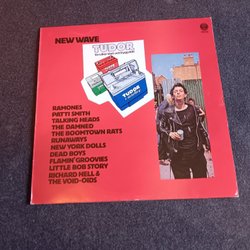 NEW WAVE
TUDOR
RAMONES
PATTI SMITH
TALKING HEADS
THE DAMNED
THE BOOMTOWN RATS
RUNAWAYS
NEW YORK DOLLS
DEAD BOYS
FLAMIN' GROOVIES
LITTLE BOB STORY
RICHARD HELL &
THE VOID-OIDS